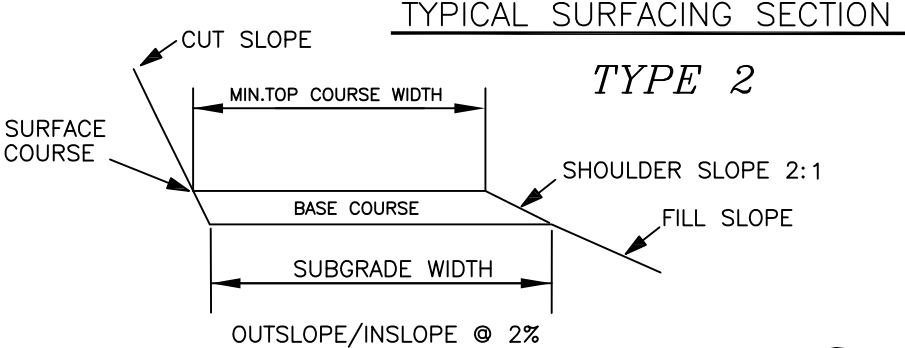 TYPICAL SURFACING SECTION
TYPE 2
CUT SLOPE
MIN.TOP COURSE WIDTH
SURFACE
COURSE
SHOULDER SLOPE 2:1
BASE COURSE
FILL SLOPE
SUBGRADE WIDTH
OUTSLOPE/INSLOPE @ 2%